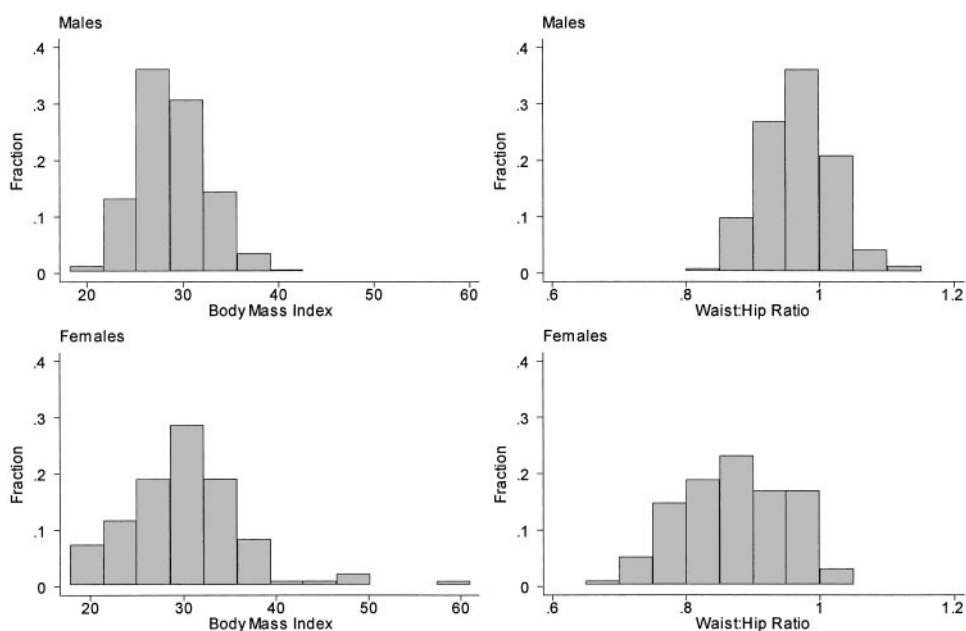 Males
.4
.3
.2
.1
0
Fraction
20 30 40 50 60
Body Mass Index
Males
.4
.3
.2
.1
0
Fraction
.6 .8 1 1.2
Waist:Hip Ratio
Females
.4
.3
.2
.1
0
Fraction
20 30 40 50 60
Body Mass Index
Females
.4
.3
.2
.1
0
Fraction
.6 .8 1 1.2
Waist:Hip Ratio